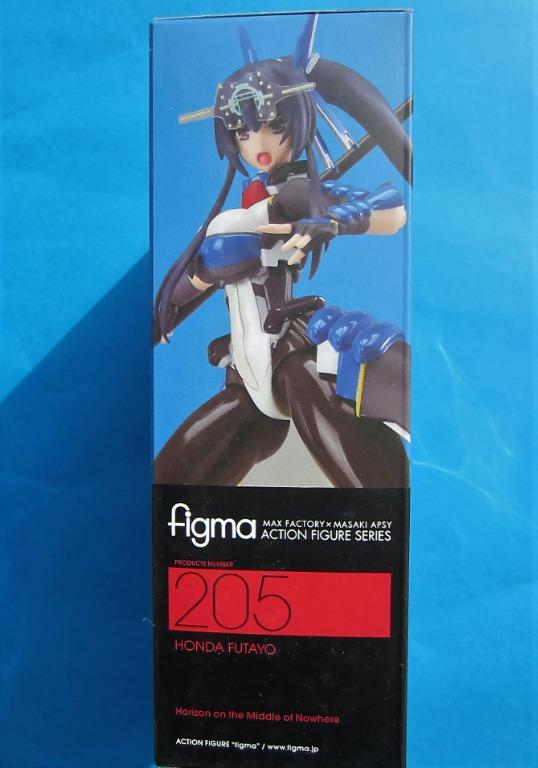 figma MAX FACTORY × MASAKI APSY
ACTION FIGURE SERIES
PRODUCTS NUMBER
205
HONDA FUTAYO
Horizon on the Middle of Nowhere
ACTION FIGURE "figma" / www.figma.jp